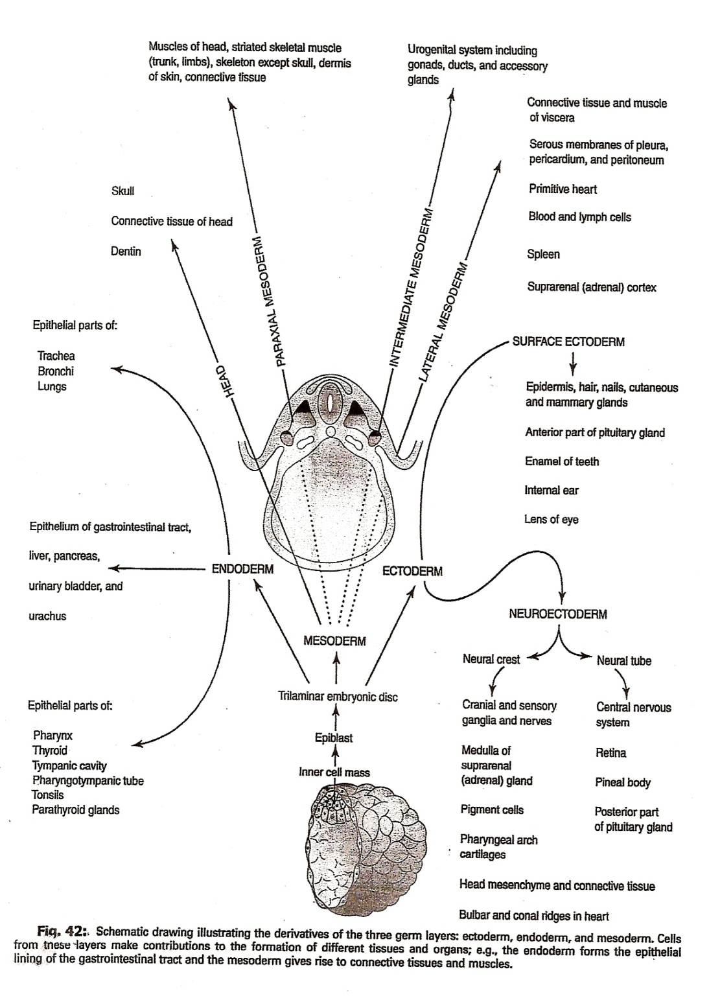 Muscles of head, striated skeletal muscle
(trunk, limbs), skeleton except skull, dermis
of skin, connective tissue
Urogenital system including
gonads, ducts, and accessory
glands
Connective tissue and muscle
of viscera
Serous membranes of pleura,
pericardium, and peritoneum
Primitive heart
Blood and lymph cells
Spleen
Suprarenal (adrenal) cortex
Skull
Connective tissue of head
Dentin
HEAD
PARAXIAL MESODERM
INTERMEDIATE MESODERM
LATERAL MESODERM
Epithelial parts of:
Trachea
Bronchi
Lungs
SURFACE ECTODERM
Epidermis, hair, nails, cutaneous
and mammary glands
Anterior part of pituitary gland
Enamel of teeth
Internal ear
Lens of eye
Epithelium of gastrointestinal tract,
liver, pancreas,
urinary bladder, and
urachus
ENDODERM
ECTODERM
MESODERM
NEUROECTODERM
Neural crest
Neural tube
Trilaminar embryonic disc
Epiblast
Inner cell mass
Cranial and sensory
ganglia and nerves
Medulla of
suprarenal
(adrenal) gland
Pigment cells
Pharyngeal arch
cartilages
Head mesenchyme and connective tissue
Bulbar and conal ridges in heart
Central nervous
system
Retina
Pineal body
Posterior part
of pituitary gland
Epithelial parts of:
Pharynx
Thyroid
Tympanic cavity
Pharyngotympanic tube
Tonsils
Parathyroid glands
Fig. 42:. Schematic drawing illustrating the derivatives of the three germ layers: ectoderm, endoderm, and mesoderm. Cells
from these layers make contributions to the formation of different tissues and organs; e.g., the endoderm forms the epithelial
lining of the gastrointestinal tract and the mesoderm gives rise to connective tissues and muscles.